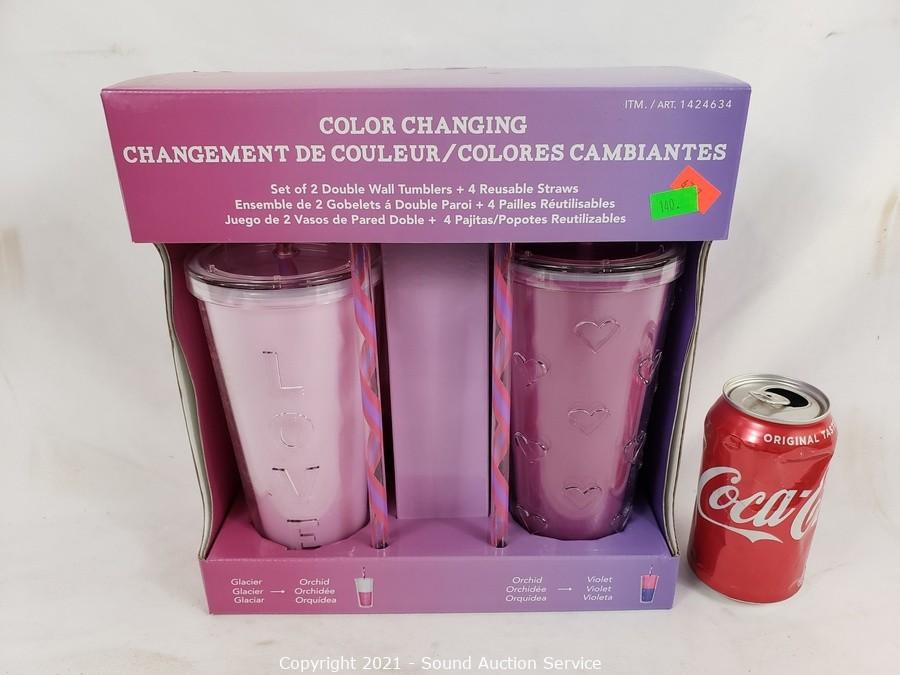 ITM. / ART. 1424634
COLOR CHANGING
CHANGEMENT DE COULEUR/COLORES CAMBIANTES
Set of 2 Double Wall Tumblers + 4 Reusable Straws
Ensemble de 2 Gobelets á Double Paroi + 4 Pailles Réutilisables
Juego de 2 Vasos de Pared Doble + 4 Pajitas/Popotes Reutilizables
140.
L
O
V
E
ORIGINAL TAS
Coca-C
Glacier → Orchid
Glacier Orchidée
Glaciar Orquídea
Orchid → Violet
Orchidée Violet
Orquídea Violeta
Copyright 2021 - Sound Auction Service